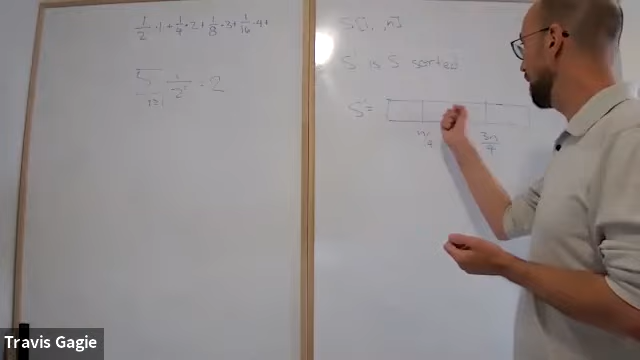 1/2 · 1 + 1/4 · 2 + 1/8 · 3 + 1/16 · 4 +
∑ i=1 i/2^i = 2
S[1, ,n]
S' is S sorted
S' =
n/4 3n/4
Travis Gagie